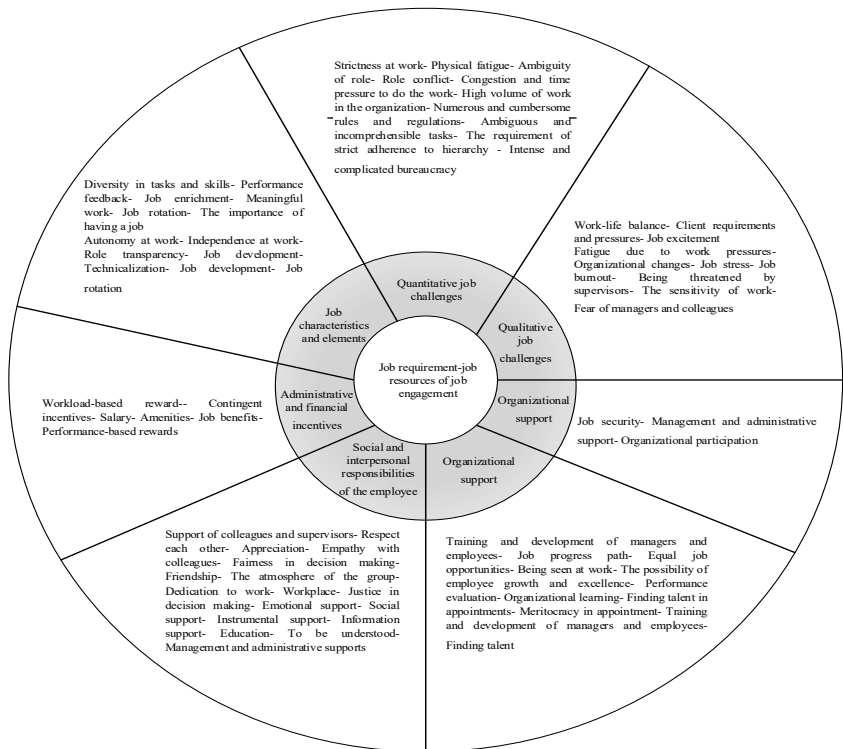 Strictness at work- Physical fatigue- Ambiguity
of role- Role conflict- Congestion and time
pressure to do the work- High volume of work
in the organization- Numerous and cumbersome
rules and regulations- Ambiguous and
incomprehensible tasks- The requirement of
strict adherence to hierarchy - Intense and
complicated bureaucracy
Diversity in tasks and skills- Performance
feedback- Job enrichment- Meaningful
work- Job rotation- The importance of
having a job
Autonomy at work- Independence at work-
Role transparency- Job development-
Technicalization- Job development- Job
rotation
Work-life balance- Client requirements
and pressures- Job excitement
Fatigue due to work pressures-
Organizational changes- Job stress- Job
burnout- Being threatened by
supervisors- The sensitivity of work-
Fear of managers and colleagues
Quantitative job
challenges
Job
characteristics
and elements
Qualitative
job
challenges
Job requirement-job
resources of job
engagement
Administrative
and financial
incentives
Organizational
support
Social and
interpersonal
responsibilities
of the employee
Organizational
support
Workload-based reward-- Contingent
incentives- Salary- Amenities- Job benefits-
Performance-based rewards
Job security- Management and administrative
support- Organizational participation
Support of colleagues and supervisors- Respect
each other- Appreciation- Empathy with
colleagues- Fairness in decision making-
Friendship- The atmosphere of the group-
Dedication to work- Workplace- Justice in
decision making- Emotional support- Social
support- Instrumental support- Information
support- Education- To be understood-
Management and administrative supports
Training and development of managers and
employees- Job progress path- Equal job
opportunities- Being seen at work- The possibility of
employee growth and excellence- Performance
evaluation- Organizational learning- Finding talent in
appointments- Meritocracy in appointment- Training
and development of managers and employees-
Finding talent